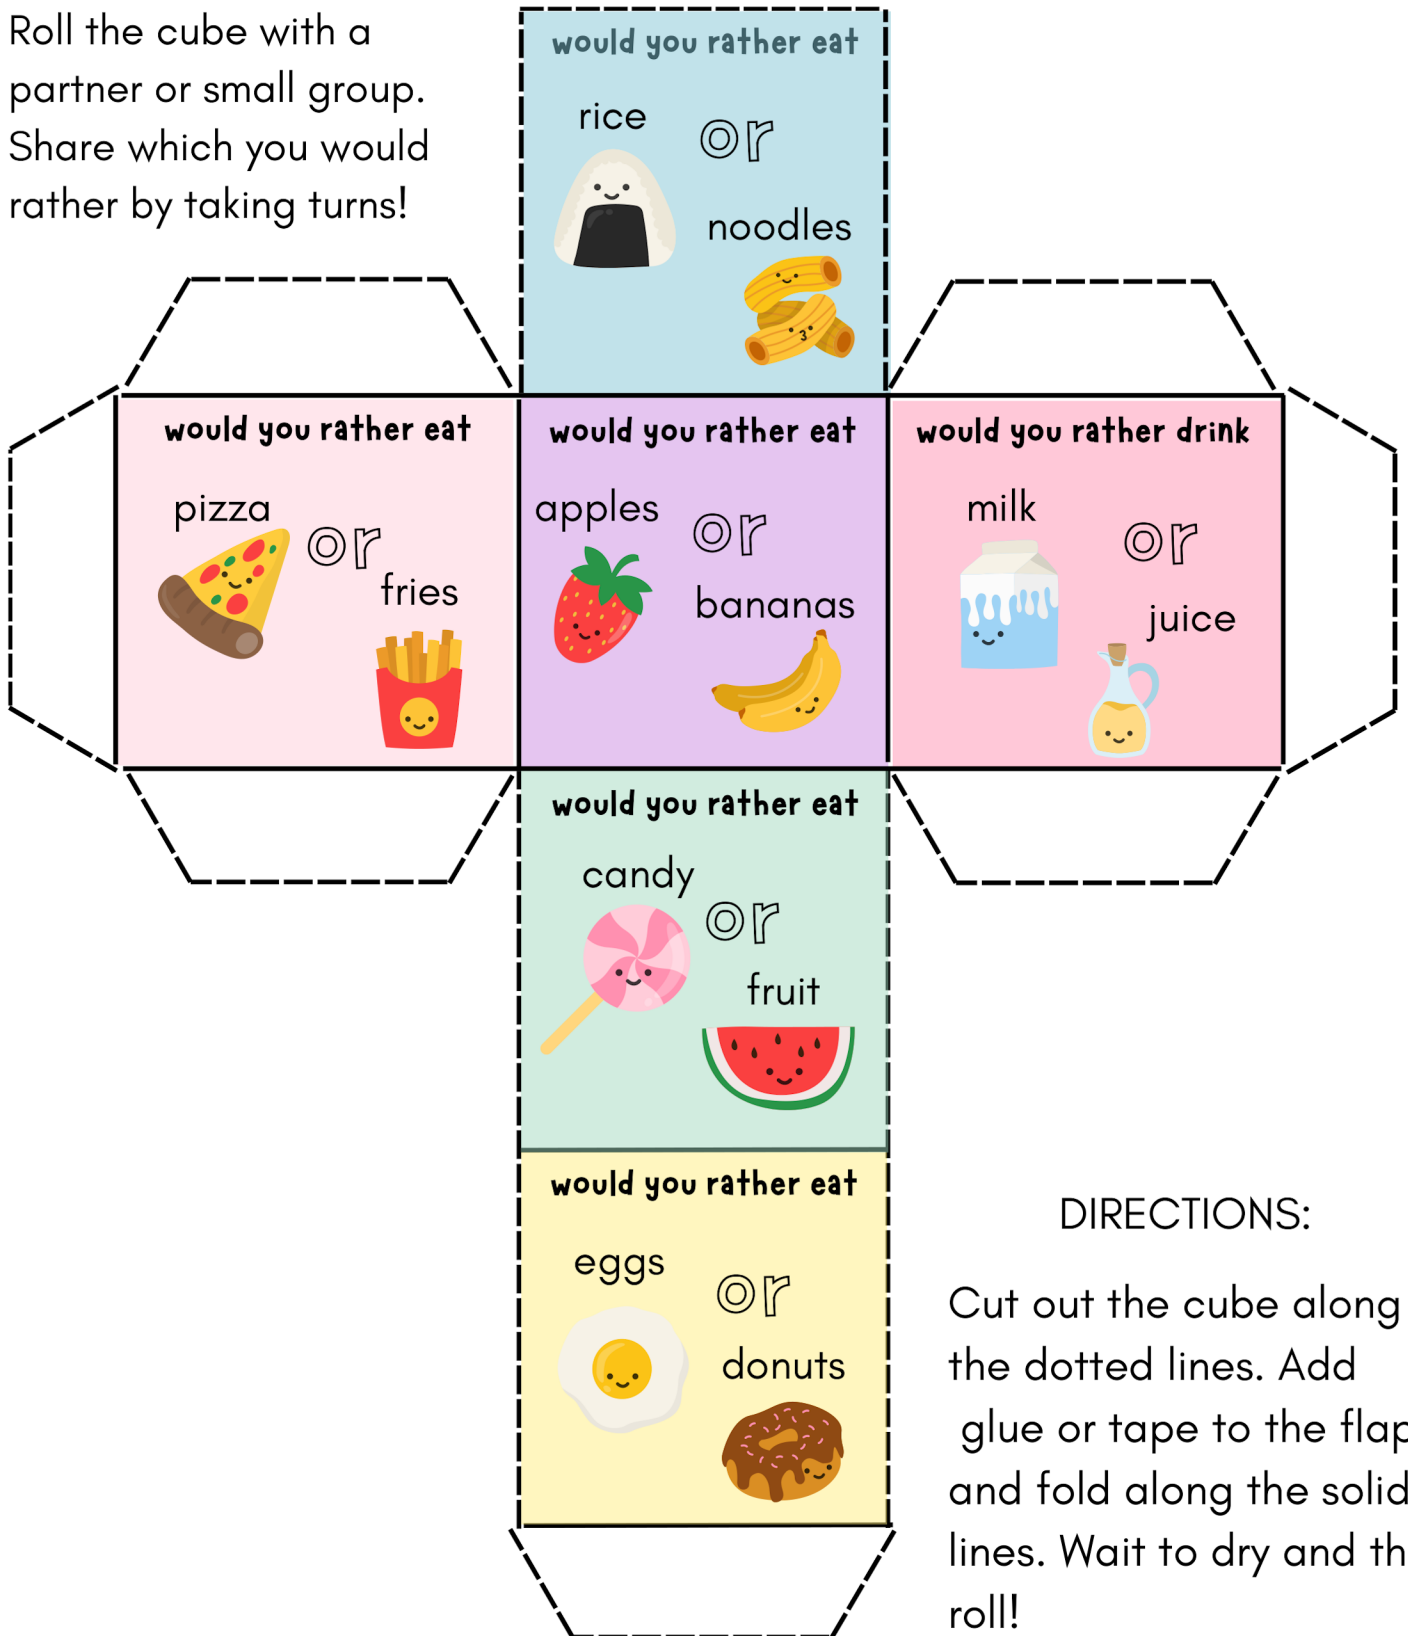 Roll the cube with a
partner or small group.
Share which you would
rather by taking turns!
would you rather eat
rice
or
noodles
would you rather eat
pizza
or
fries
would you rather eat
apples
or
bananas
would you rather drink
milk
or
juice
would you rather eat
candy
or
fruit
would you rather eat
eggs
or
donuts
DIRECTIONS:
Cut out the cube along
the dotted lines. Add
glue or tape to the flap
and fold along the solid
lines. Wait to dry and th
roll!